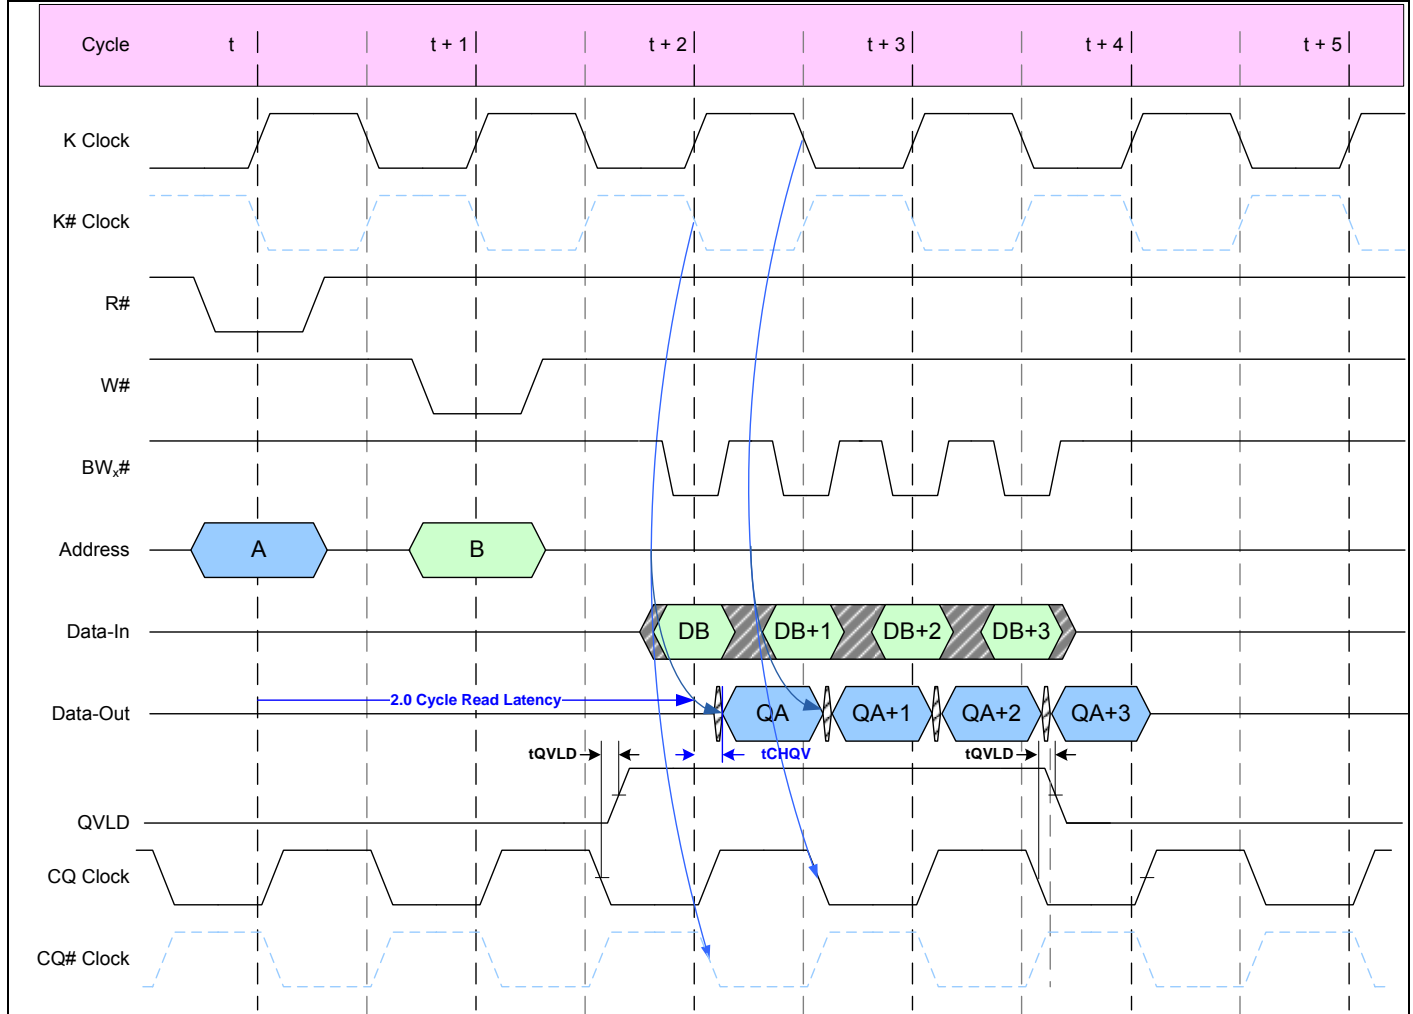 Cycle t t + 1 t + 2 t + 3 t + 4 t + 5
K Clock
K# Clock
R#
W#
BWx#
Address A B
Data-In DB DB+1 DB+2 DB+3
2.0 Cycle Read Latency
Data-Out QA QA+1 QA+2 QA+3
tQVLD tCHQV tQVLD
QVLD
CQ Clock
CQ# Clock